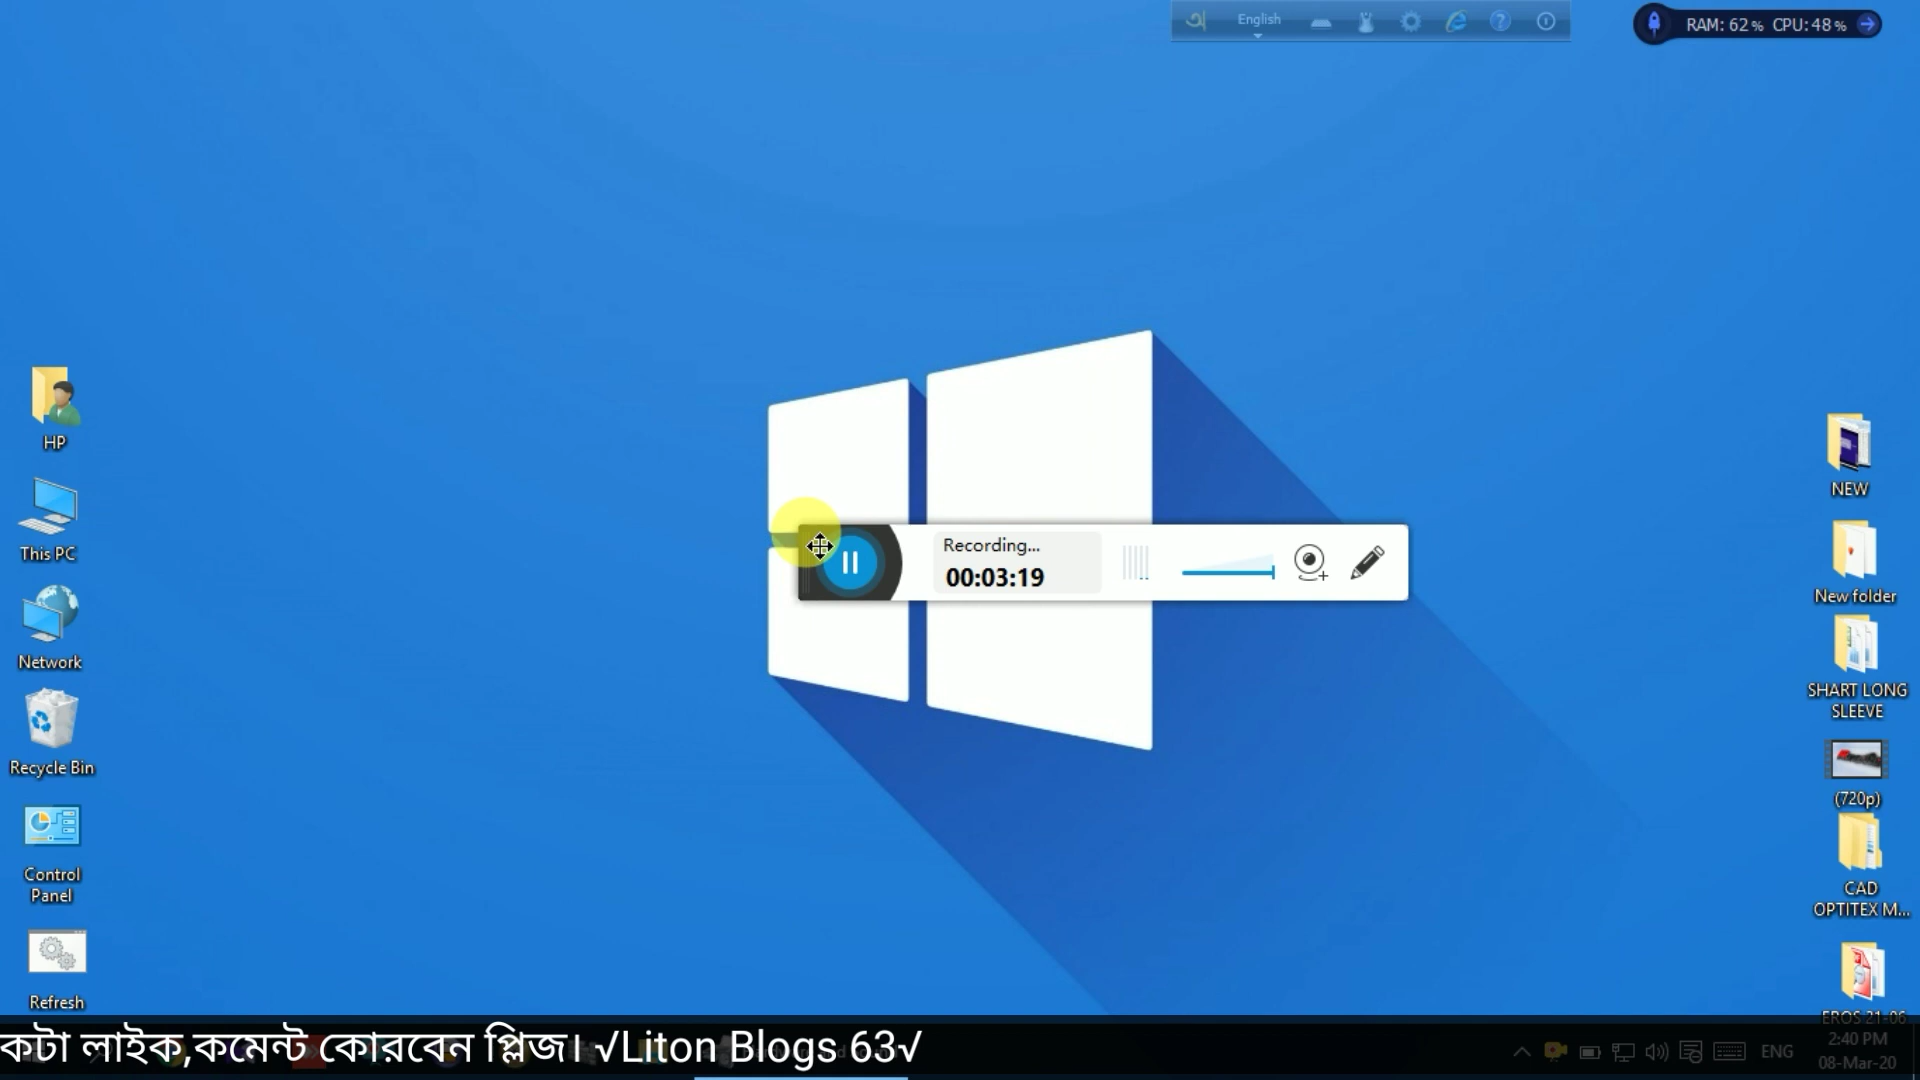 অ English
RAM: 62% CPU: 48%
HP
This PC
Network
Recycle Bin
Control
Panel
Refresh
Recording...
00:03:19
NEW
New folder
SHART LONG
SLEEVE
(720p)
CAD
OPTITEX M...
EROS 21-06
কটা লাইক,কমেন্ট কোরবেন প্লিজ। √Liton Blogs 63√
ENG
2:40 PM
08-Mar-20